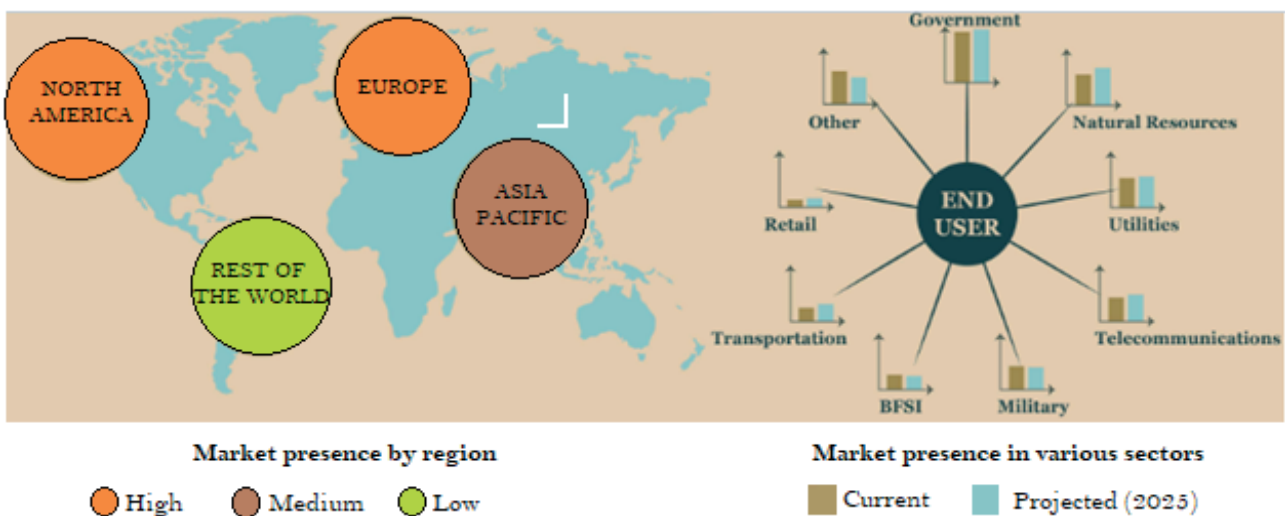 NORTH
AMERICA
EUROPE
ASIA
PACIFIC
REST OF
THE WORLD
Government
Other
Natural Resources
END
USER
Retail
Utilities
Transportation
Telecommunications
BFSI
Military
Market presence by region
High
Medium
Low
Market presence in various sectors
Current
Projected (2025)